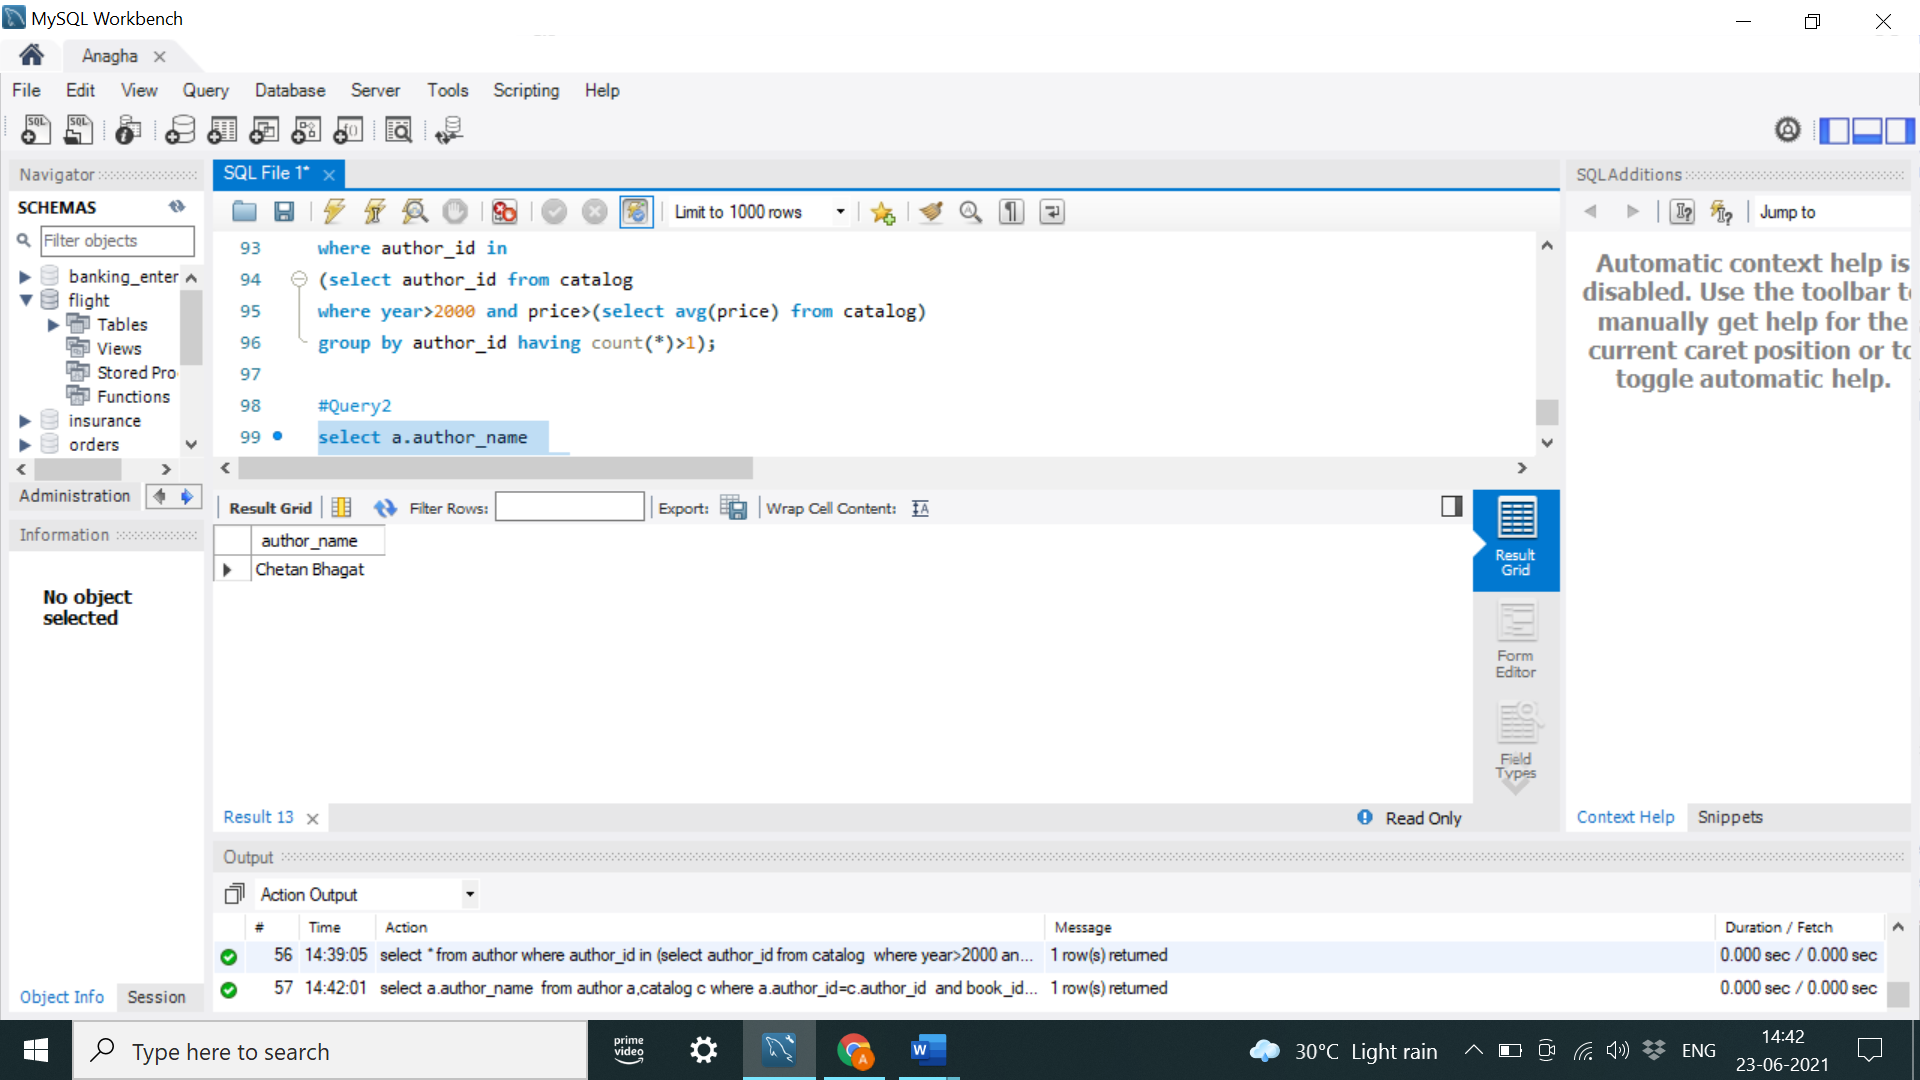 MySQL Workbench
Anagha
File Edit View Query Database Server Tools Scripting Help
Navigator
SCHEMAS
Filter objects
banking_enter
flight
Tables
Views
Stored Pro
Functions
insurance
orders
Administration
Information
No object
selected
Object Info Session
SQL File 1*
Limit to 1000 rows
93 where author_id in
94 (select author_id from catalog
95 where year>2000 and price>(select avg(price) from catalog)
96 group by author_id having count(*)>1);
97
98 #Query2
99 select a.author_name
Result Grid Filter Rows: Export: Wrap Cell Content:
author_name
Chetan Bhagat
Result
Grid
Form
Editor
Field
Types
Result 13 Read Only
SQLAdditions
Jump to
Automatic context help is
disabled. Use the toolbar t
manually get help for the
current caret position or to
toggle automatic help.
Context Help Snippets
Output
Action Output
# Time Action Message Duration / Fetch
56 14:39:05 select * from author where author_id in (select author_id from catalog where year>2000 an... 1 row(s) returned 0.000 sec / 0.000 sec
57 14:42:01 select a.author_name from author a,catalog c where a.author_id=c.author_id and book_id... 1 row(s) returned 0.000 sec / 0.000 sec
Type here to search
prime
video
30°C Light rain
ENG
14:42
23-06-2021